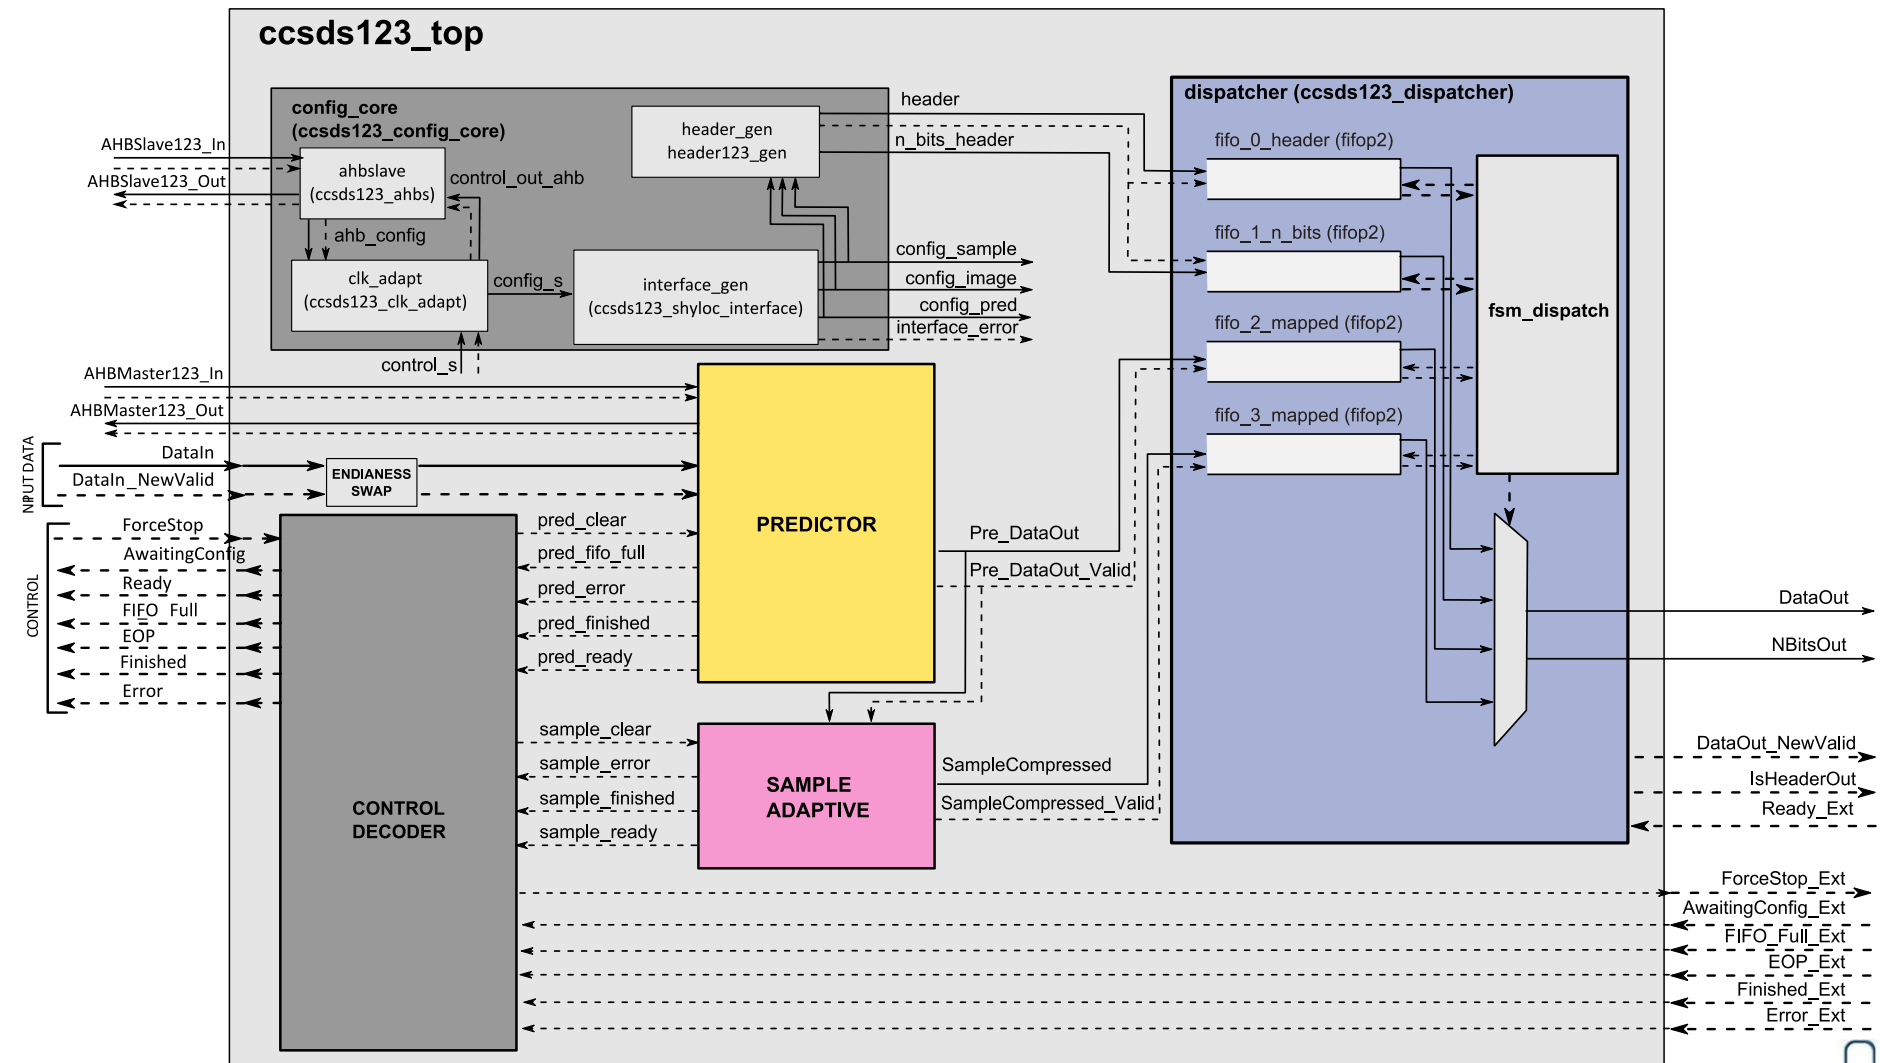 ccsds123_top
config_core
(ccsds123_config_core)
AHBSlave123_In
AHBSlave123_Out
ahbslave
(ccsds123_ahbs)
control_out_ahb
ahb_config
clk_adapt
(ccsds123_clk_adapt)
config_s
control_s
header_gen
header123_gen
interface_gen
(ccsds123_shyloc_interface)
header
n_bits_header
config_sample
config_image
config_pred
interface_error
dispatcher (ccsds123_dispatcher)
fifo_0_header (fifop2)
fifo_1_n_bits (fifop2)
fifo_2_mapped (fifop2)
fifo_3_mapped (fifop2)
fsm_dispatch
AHBMaster123_In
AHBMaster123_Out
INPUT DATA
DataIn
DataIn_NewValid
ENDIANESS
SWAP
CONTROL
ForceStop
AwaitingConfig
Ready
FIFO_Full
EOP
Finished
Error
CONTROL
DECODER
pred_clear
pred_fifo_full
pred_error
pred_finished
pred_ready
PREDICTOR
Pre_DataOut
Pre_DataOut_Valid
sample_clear
sample_error
sample_finished
sample_ready
SAMPLE
ADAPTIVE
SampleCompressed
SampleCompressed_Valid
DataOut
NBitsOut
DataOut_NewValid
IsHeaderOut
Ready_Ext
ForceStop_Ext
AwaitingConfig_Ext
FIFO_Full_Ext
EOP_Ext
Finished_Ext
Error_Ext